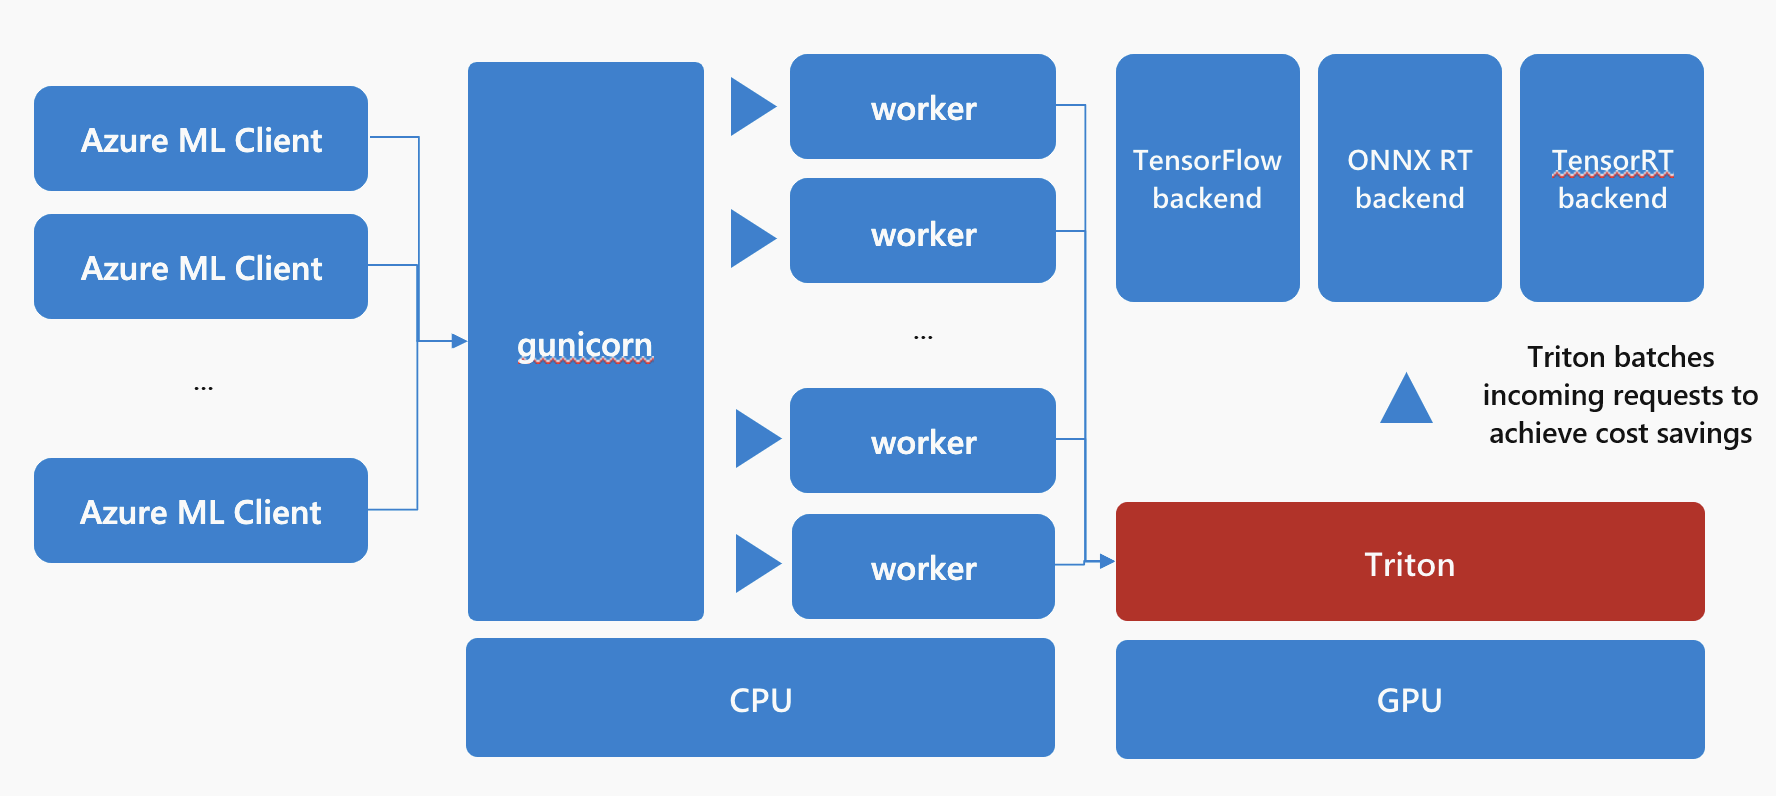 Azure ML Client
Azure ML Client
...
Azure ML Client
gunicorn
worker
worker
...
worker
worker
CPU
TensorFlow
backend
ONNX RT
backend
TensorRT
backend
Triton batches
incoming requests to
achieve cost savings
Triton
GPU